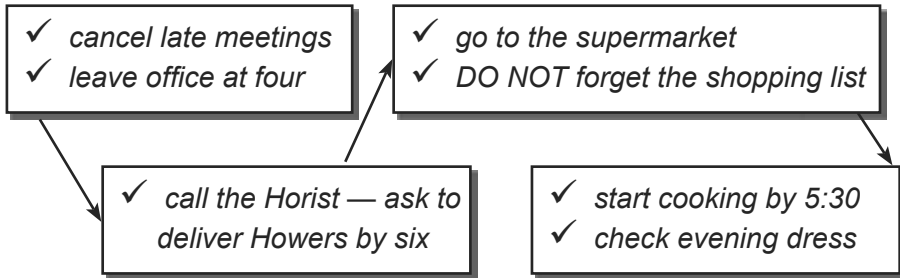 ✓ cancel late meetings
✓ leave office at four
✓ call the Horist — ask to
deliver Howers by six
✓ go to the supermarket
✓ DO NOT forget the shopping list
✓ start cooking by 5:30
✓ check evening dress